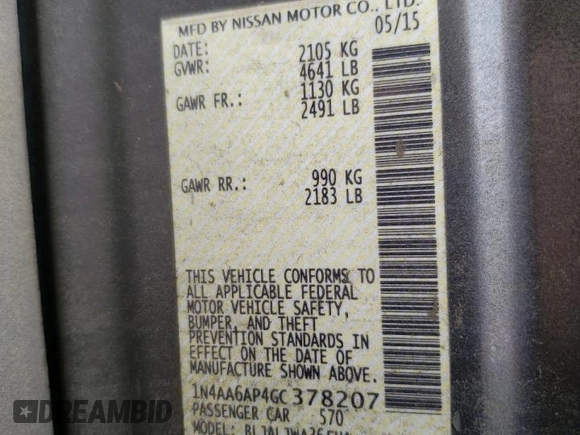 MFD BY NISSAN MOTOR CO., LTD.
DATE: 05/15
GVWR: 2105 KG
4641 LB
GAWR FR.: 1130 KG
2491 LB
GAWR RR.: 990 KG
2183 LB
THIS VEHICLE CONFORMS TO
ALL APPLICABLE FEDERAL
MOTOR VEHICLE SAFETY,
BUMPER, AND THEFT
PREVENTION STANDARDS IN
EFFECT ON THE DATE OF
MANUFACTURE SHOWN ABOVE.
1N4AA6AP4GC378207
PASSENGER CAR 570
MODEL:
DREAMBID